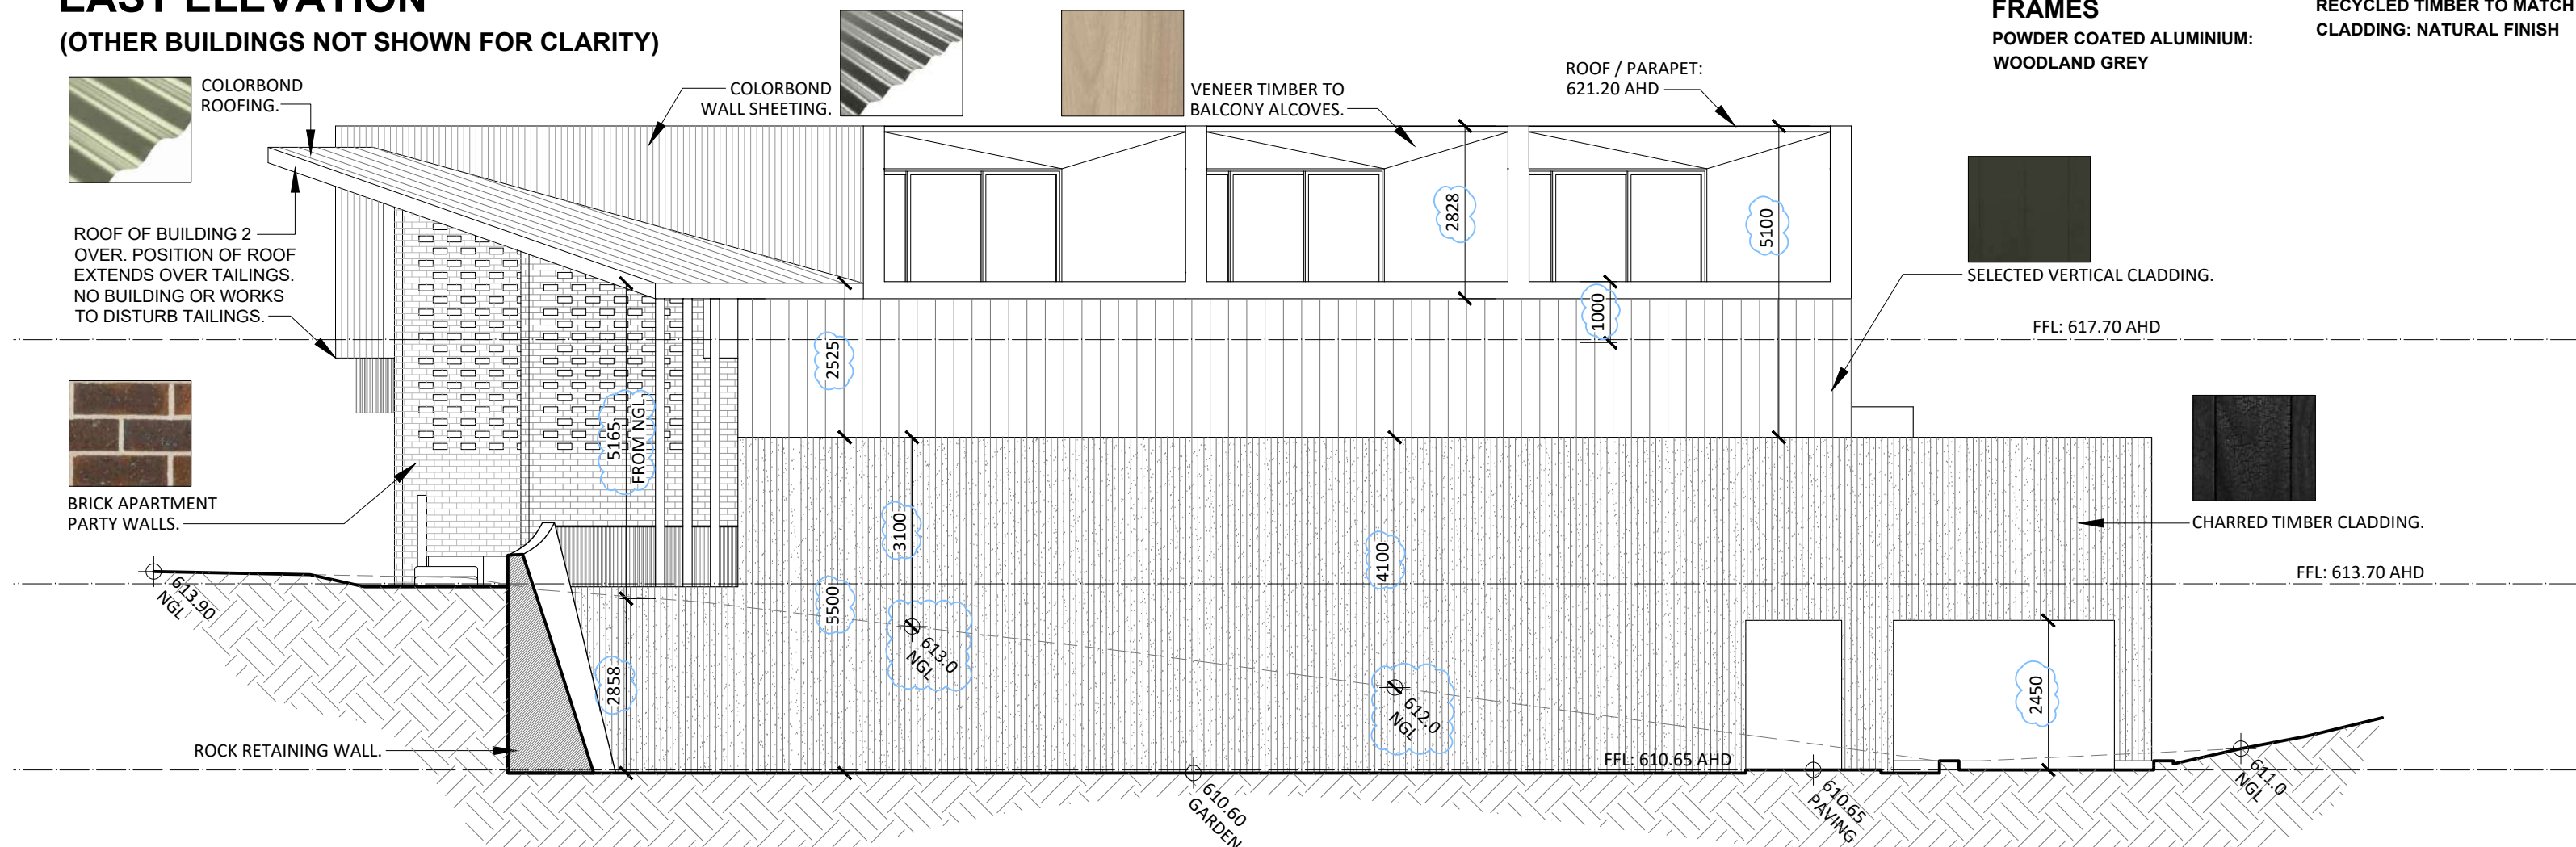 EAST ELEVATION
(OTHER BUILDINGS NOT SHOWN FOR CLARITY)
FRAMES
POWDER COATED ALUMINIUM:
WOODLAND GREY
RECYCLED TIMBER TO MATCH
CLADDING: NATURAL FINISH
COLORBOND
ROOFING.
COLORBOND
WALL SHEETING.
VENEER TIMBER TO
BALCONY ALCOVES.
ROOF / PARAPET:
621.20 AHD
ROOF OF BUILDING 2
OVER. POSITION OF ROOF
EXTENDS OVER TAILINGS.
NO BUILDING OR WORKS
TO DISTURB TAILINGS.
2828
5100
SELECTED VERTICAL CLADDING.
1000
FFL: 617.70 AHD
2525
5165
FROM NGL.
BRICK APARTMENT
PARTY WALLS.
3100
4100
CHARRED TIMBER CLADDING.
FFL: 613.70 AHD
613.90
NGL
5500
613.0
NGL
2858
612.0
NGL
2450
ROCK RETAINING WALL.
FFL: 610.65 AHD
610.60
GARDEN
610.65
PAVING
611.0
NGL